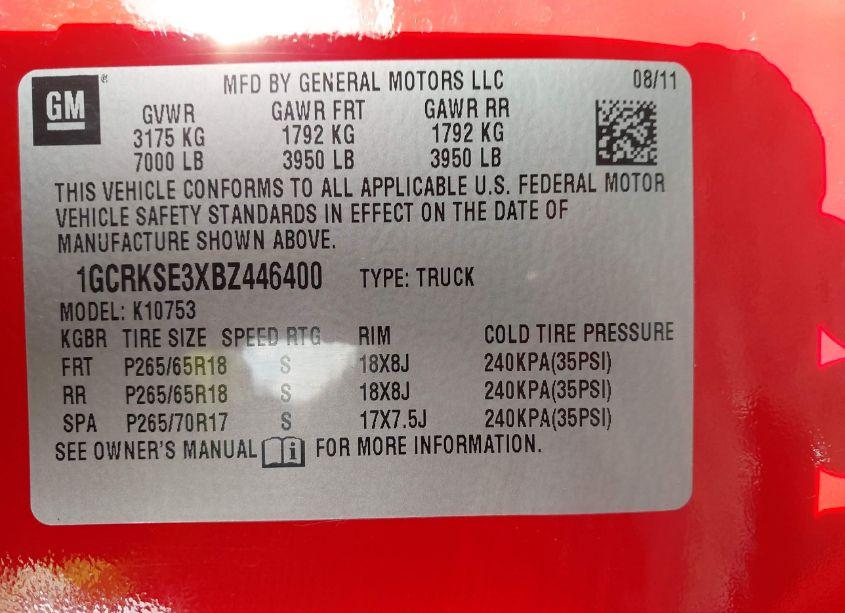 GM ® MFD BY GENERAL MOTORS LLC 08/11
GVWR GAWR FRT GAWR RR
3175 KG 1792 KG 1792 KG
7000 LB 3950 LB 3950 LB
THIS VEHICLE CONFORMS TO ALL APPLICABLE U.S. FEDERAL MOTOR
VEHICLE SAFETY STANDARDS IN EFFECT ON THE DATE OF
MANUFACTURE SHOWN ABOVE.
1GCRKSE3XBZ446400 TYPE: TRUCK
MODEL: K10753
KGBR TIRE SIZE SPEED RTG RIM COLD TIRE PRESSURE
FRT P265/65R18 S 18X8J 240KPA(35PSI)
RR P265/65R18 S 18X8J 240KPA(35PSI)
SPA P265/70R17 S 17X7.5J 240KPA(35PSI)
SEE OWNER'S MANUAL i FOR MORE INFORMATION.